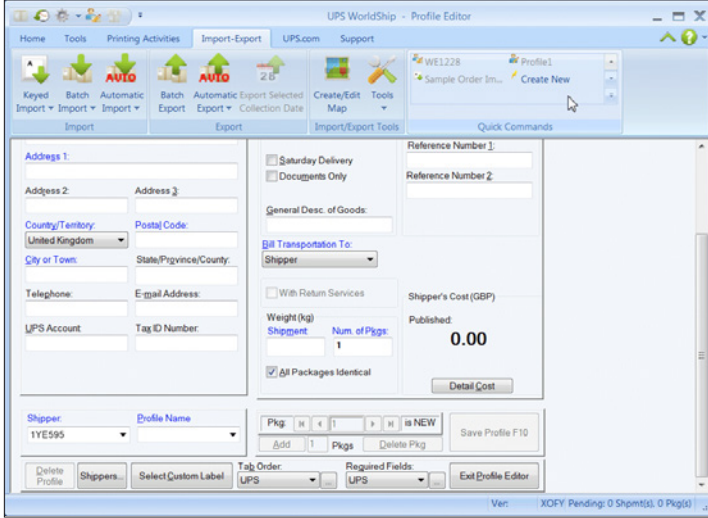 UPS WorldShip - Profile Editor
Home Tools Printing Activities Import-Export UPS.com Support
Keyed Import
Batch Import
AUTO
Automatic Import
Batch Export
AUTO
Automatic Export
28
Export Selected Collection Date
Create/Edit Map
Tools
WE1228
Profile1
Sample Order Im...
Create New
Import
Export
Import/Export Tools
Quick Commands
Address 1:
Address 2:
Address 3:
Country/Territory:
Postal Code:
United Kingdom
City or Town:
State/Province/County:
Telephone:
E-mail Address:
UPS Account
Tax ID Number:
Saturday Delivery
Documents Only
General Desc. of Goods:
Bill Transportation To:
Shipper
With Return Services
Weight (kg)
Shipment
Num. of Pkgs:
1
All Packages Identical
Reference Number 1:
Reference Number 2:
Shipper's Cost (GBP)
Published:
0.00
Detail Cost
Shipper:
Profile Name
1YE595
Pkg: 1 is NEW
Add 1 Pkgs Delete Pkg
Save Profile F10
Delete Profile
Shippers...
Select Custom Label
Tab Order:
UPS
...
Required Fields:
UPS
...
Exit Profile Editor
Ver: XOFY Pending: 0 Shpmt(s). 0 Pkg(s)